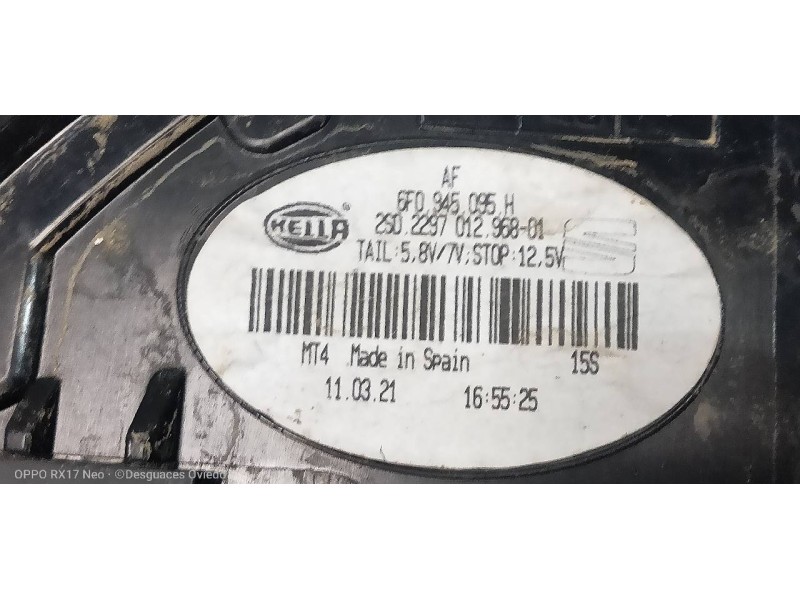 AF
6F0.945.095.H
HELLA ®
2SD.2297 012.968-01
TAIL:5,8V/7V;STOP:12,5V
MT4 Made in Spain 15S
11.03.21 16:55:25
OPPO RX17 Neo · ©Desguaces Oviedo